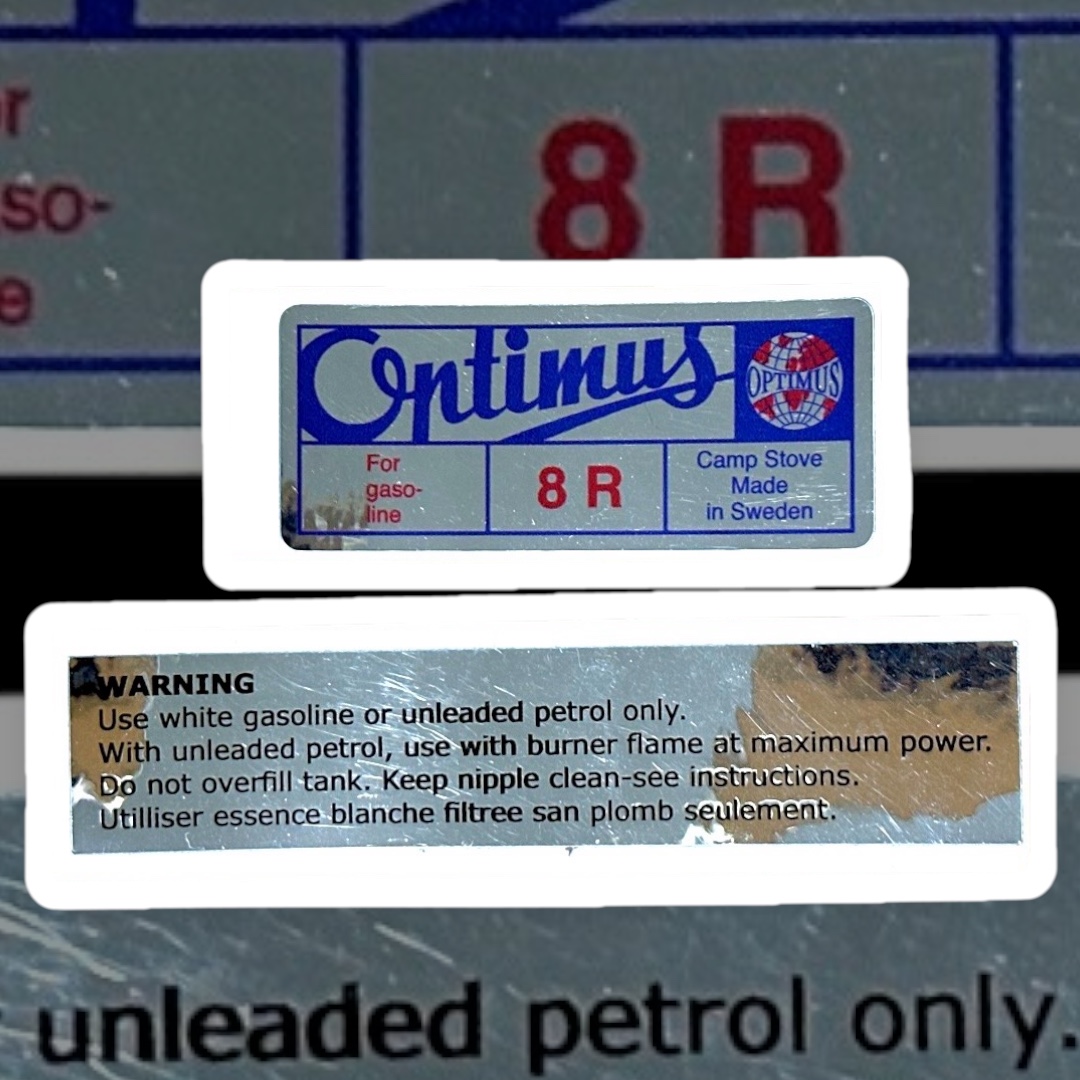 so-
8 R
Optimus
OPTIMUS
For
gaso-
line
8 R
Camp Stove
Made
in Sweden
WARNING
Use white gasoline or unleaded petrol only.
With unleaded petrol, use with burner flame at maximum power.
Do not overfill tank. Keep nipple clean-see instructions.
Utilliser essence blanche filtree san plomb seulement.
unleaded petrol only.